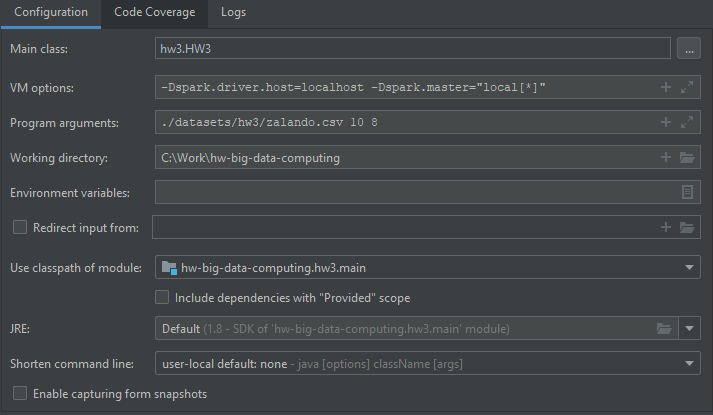 Configuration Code Coverage Logs
Main class: hw3.HW3 ...
VM options: -Dspark.driver.host=localhost -Dspark.master="local[*]"
Program arguments: ./datasets/hw3/zalando.csv 10 8
Working directory: C:\Work\hw-big-data-computing
Environment variables:
Redirect input from:
Use classpath of module: hw-big-data-computing.hw3.main
Include dependencies with "Provided" scope
JRE: Default (1.8 - SDK of 'hw-big-data-computing.hw3.main' module)
Shorten command line: user-local default: none - java [options] className [args]
Enable capturing form snapshots